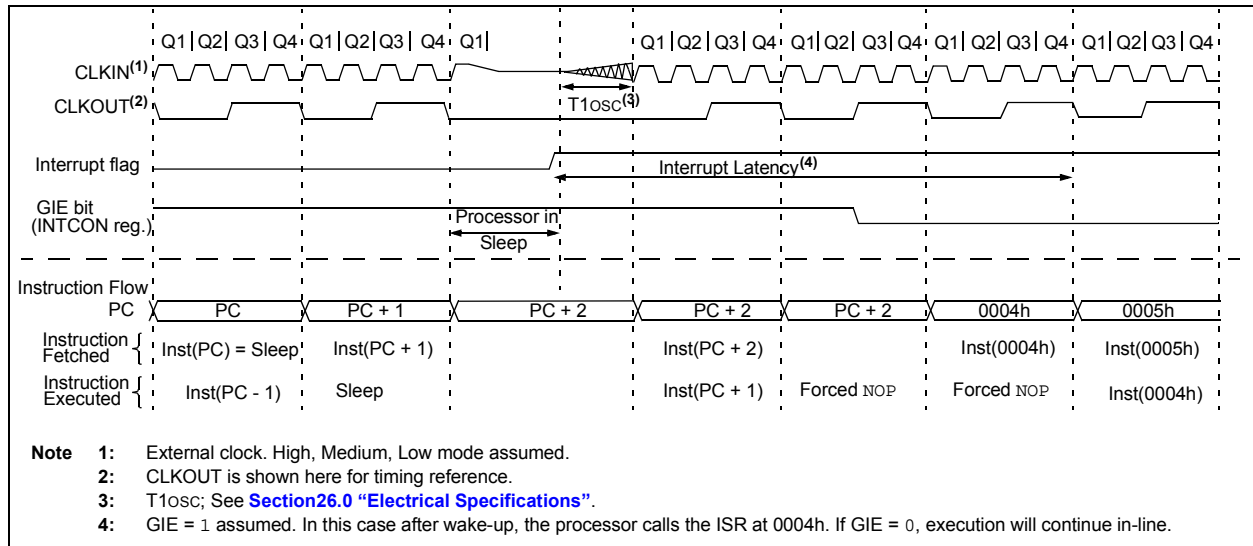 Q1 | Q2 | Q3 | Q4 Q1 | Q2 | Q3 | Q4 Q1 | Q1 | Q2 | Q3 | Q4 Q1 | Q2 | Q3 | Q4 Q1 | Q2 | Q3 | Q4 Q1 | Q2 | Q3 | Q4
CLKIN(1)
CLKOUT(2)
T1OSC(3)
Interrupt flag
Interrupt Latency(4)
GIE bit
(INTCON reg.)
Processor in
Sleep
Instruction Flow
PC PC PC + 1 PC + 2 PC + 2 PC + 2 0004h 0005h
Instruction
Fetched
Inst(PC) = Sleep Inst(PC + 1) Inst(PC + 2) Inst(0004h) Inst(0005h)
Instruction
Executed
Inst(PC - 1) Sleep Inst(PC + 1) Forced NOP Forced NOP Inst(0004h)
Note 1: External clock. High, Medium, Low mode assumed.
2: CLKOUT is shown here for timing reference.
3: T1OSC; See Section26.0 “Electrical Specifications”.
4: GIE = 1 assumed. In this case after wake-up, the processor calls the ISR at 0004h. If GIE = 0, execution will continue in-line.